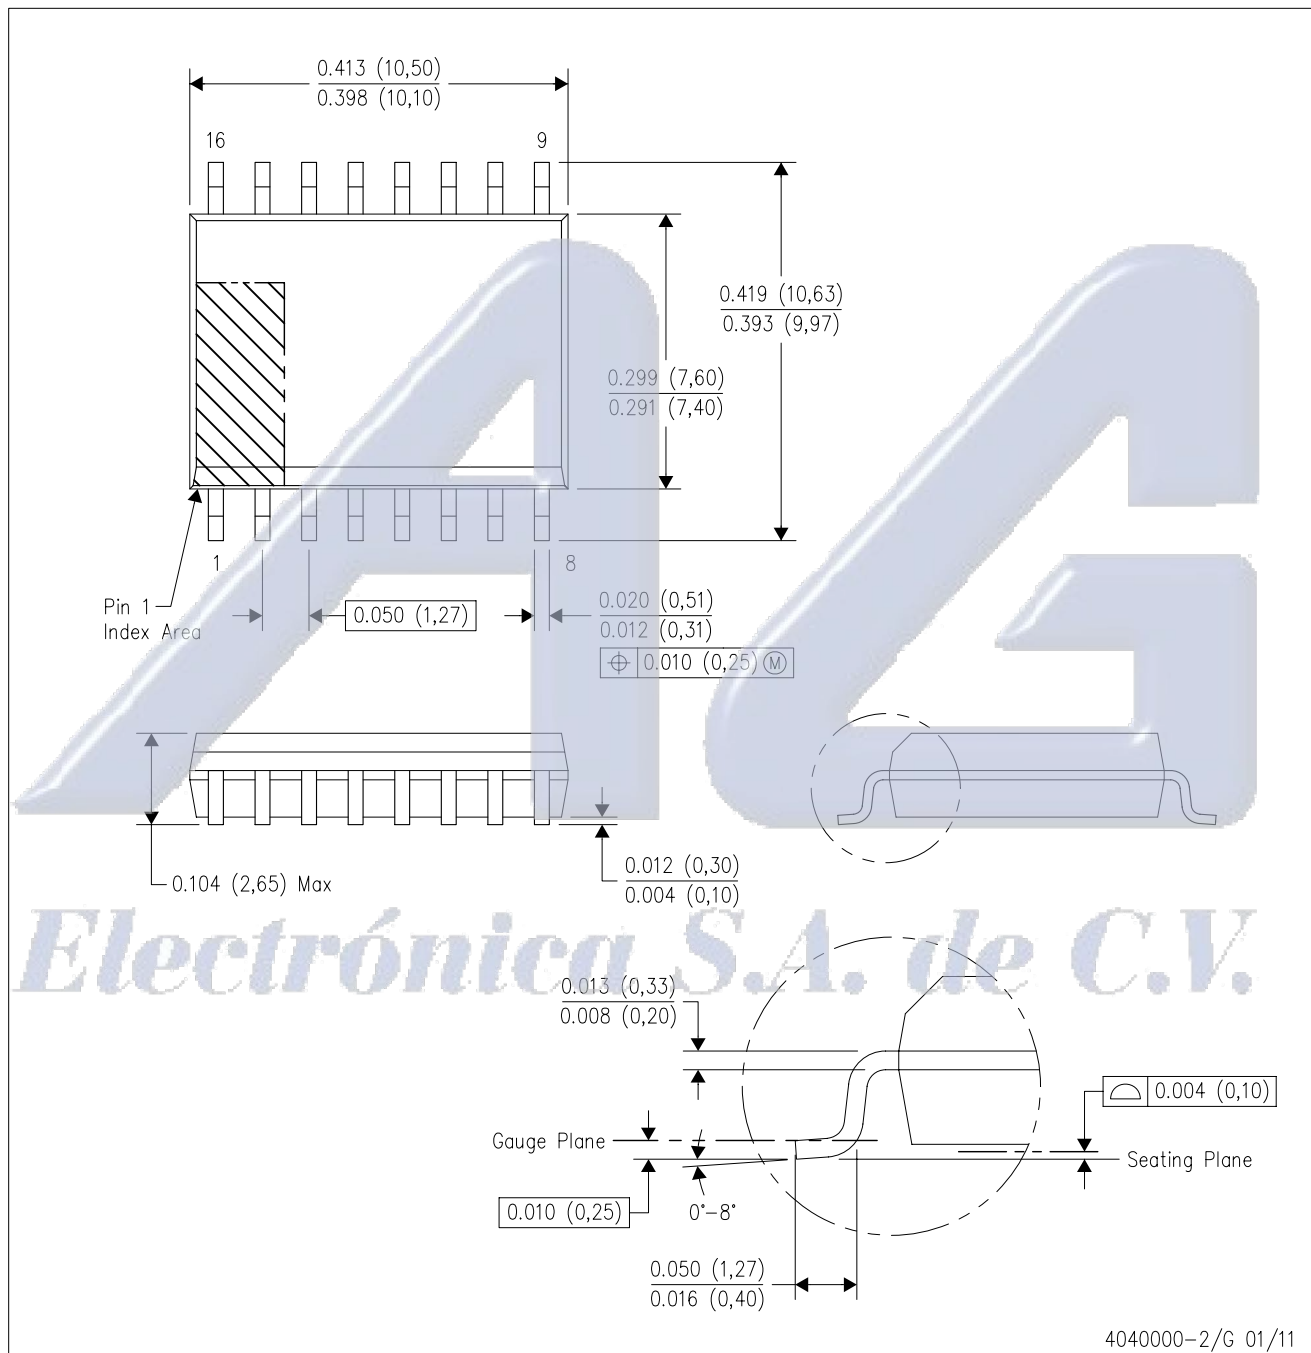 0.413 (10,50)
0.398 (10,10)
16
9
0.419 (10,63)
0.393 (9,97)
0.299 (7,60)
0.291 (7,40)
1
8
Pin 1
Index Area
0.050 (1,27)
0.020 (0,51)
0.012 (0,31)
⌖ 0.010 (0,25) Ⓜ
AG
0.104 (2,65) Max
0.012 (0,30)
0.004 (0,10)
Electrónica S.A. de C.V.
0.013 (0,33)
0.008 (0,20)
⌓ 0.004 (0,10)
Gauge Plane
Seating Plane
0.010 (0,25)
0°–8°
0.050 (1,27)
0.016 (0,40)
4040000-2/G 01/11